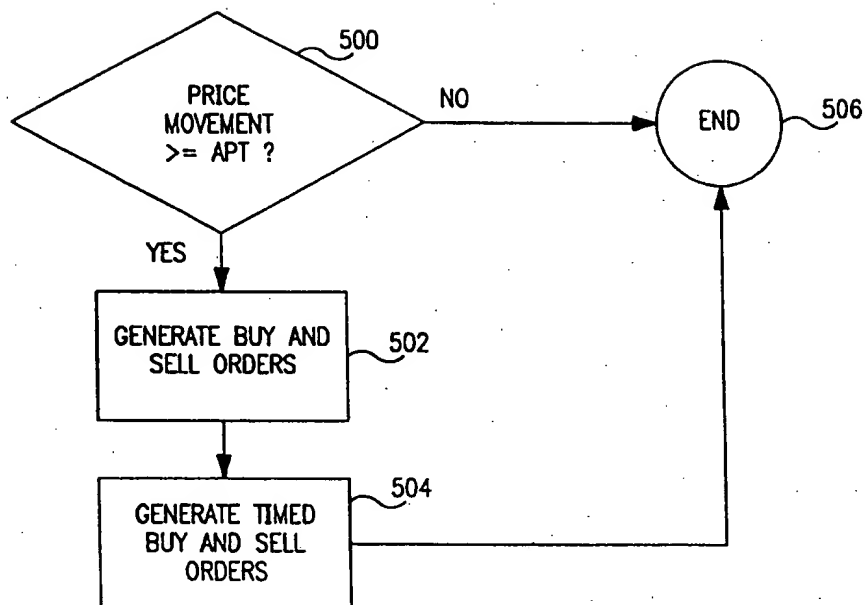 500
PRICE
MOVEMENT
>= APT ?
NO
END
506
YES
GENERATE BUY AND
SELL ORDERS
502
504
GENERATE TIMED
BUY AND SELL
ORDERS